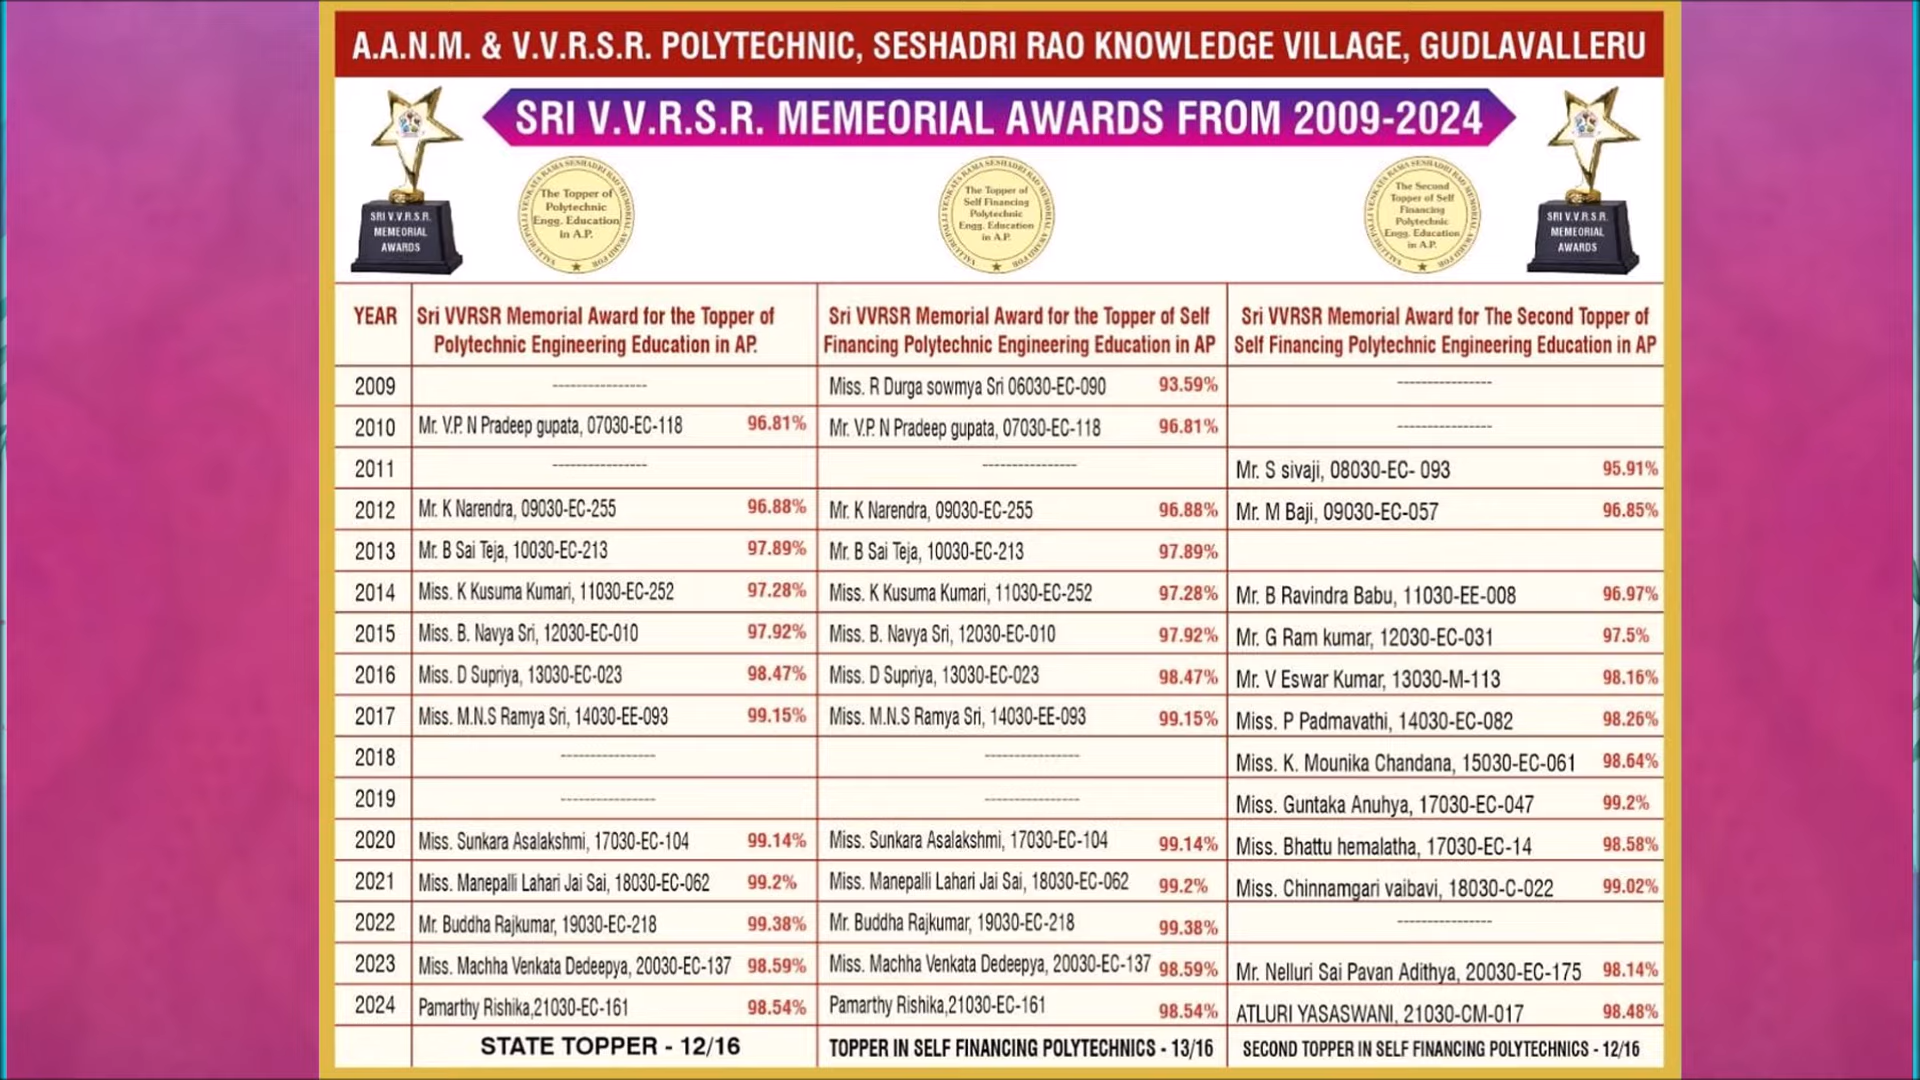 A.A.N.M. & V.V.R.S.R. POLYTECHNIC, SESHADRI RAO KNOWLEDGE VILLAGE, GUDLAVALLERU
SRI V.V.R.S.R. MEMEORIAL AWARDS FROM 2009-2024
SRI V.V.R.S.R.
MEMEORIAL
AWARDS
The Topper of
Polytechnic
Engg. Education
in A.P.
The Topper of
Self Financing
Polytechnic
Engg. Education
in A.P.
The Second
Topper of Self
Financing
Polytechnic
Engg. Education
in A.P.
SRI V.V.R.S.R.
MEMEORIAL
AWARDS
YEAR Sri VVRSR Memorial Award for the Topper of Polytechnic Engineering Education in AP. Sri VVRSR Memorial Award for the Topper of Self Financing Polytechnic Engineering Education in AP Sri VVRSR Memorial Award for The Second Topper of Self Financing Polytechnic Engineering Education in AP
2009 ---------------- Miss. R Durga sowmya Sri 06030-EC-090 93.59% ----------------
2010 Mr. V.P. N Pradeep gupata, 07030-EC-118 96.81% Mr. V.P. N Pradeep gupata, 07030-EC-118 96.81% ----------------
2011 ---------------- ---------------- Mr. S sivaji, 08030-EC- 093 95.91%
2012 Mr. K Narendra, 09030-EC-255 96.88% Mr. K Narendra, 09030-EC-255 96.88% Mr. M Baji, 09030-EC-057 96.85%
2013 Mr. B Sai Teja, 10030-EC-213 97.89% Mr. B Sai Teja, 10030-EC-213 97.89%
2014 Miss. K Kusuma Kumari, 11030-EC-252 97.28% Miss. K Kusuma Kumari, 11030-EC-252 97.28% Mr. B Ravindra Babu, 11030-EE-008 96.97%
2015 Miss. B. Navya Sri, 12030-EC-010 97.92% Miss. B. Navya Sri, 12030-EC-010 97.92% Mr. G Ram kumar, 12030-EC-031 97.5%
2016 Miss. D Supriya, 13030-EC-023 98.47% Miss. D Supriya, 13030-EC-023 98.47% Mr. V Eswar Kumar, 13030-M-113 98.16%
2017 Miss. M.N.S Ramya Sri, 14030-EE-093 99.15% Miss. M.N.S Ramya Sri, 14030-EE-093 99.15% Miss. P Padmavathi, 14030-EC-082 98.26%
2018 ---------------- ---------------- Miss. K. Mounika Chandana, 15030-EC-061 98.64%
2019 ---------------- ---------------- Miss. Guntaka Anuhya, 17030-EC-047 99.2%
2020 Miss. Sunkara Asalakshmi, 17030-EC-104 99.14% Miss. Sunkara Asalakshmi, 17030-EC-104 99.14% Miss. Bhattu hemalatha, 17030-EC-14 98.58%
2021 Miss. Manepalli Lahari Jai Sai, 18030-EC-062 99.2% Miss. Manepalli Lahari Jai Sai, 18030-EC-062 99.2% Miss. Chinnamgari vaibavi, 18030-C-022 99.02%
2022 Mr. Buddha Rajkumar, 19030-EC-218 99.38% Mr. Buddha Rajkumar, 19030-EC-218 99.38% ----------------
2023 Miss. Machha Venkata Dedeepya, 20030-EC-137 98.59% Miss. Machha Venkata Dedeepya, 20030-EC-137 98.59% Mr. Nelluri Sai Pavan Adithya, 20030-EC-175 98.14%
2024 Pamarthy Rishika,21030-EC-161 98.54% Pamarthy Rishika,21030-EC-161 98.54% ATLURI YASASWANI, 21030-CM-017 98.48%
STATE TOPPER - 12/16 TOPPER IN SELF FINANCING POLYTECHNICS - 13/16 SECOND TOPPER IN SELF FINANCING POLYTECHNICS - 12/16